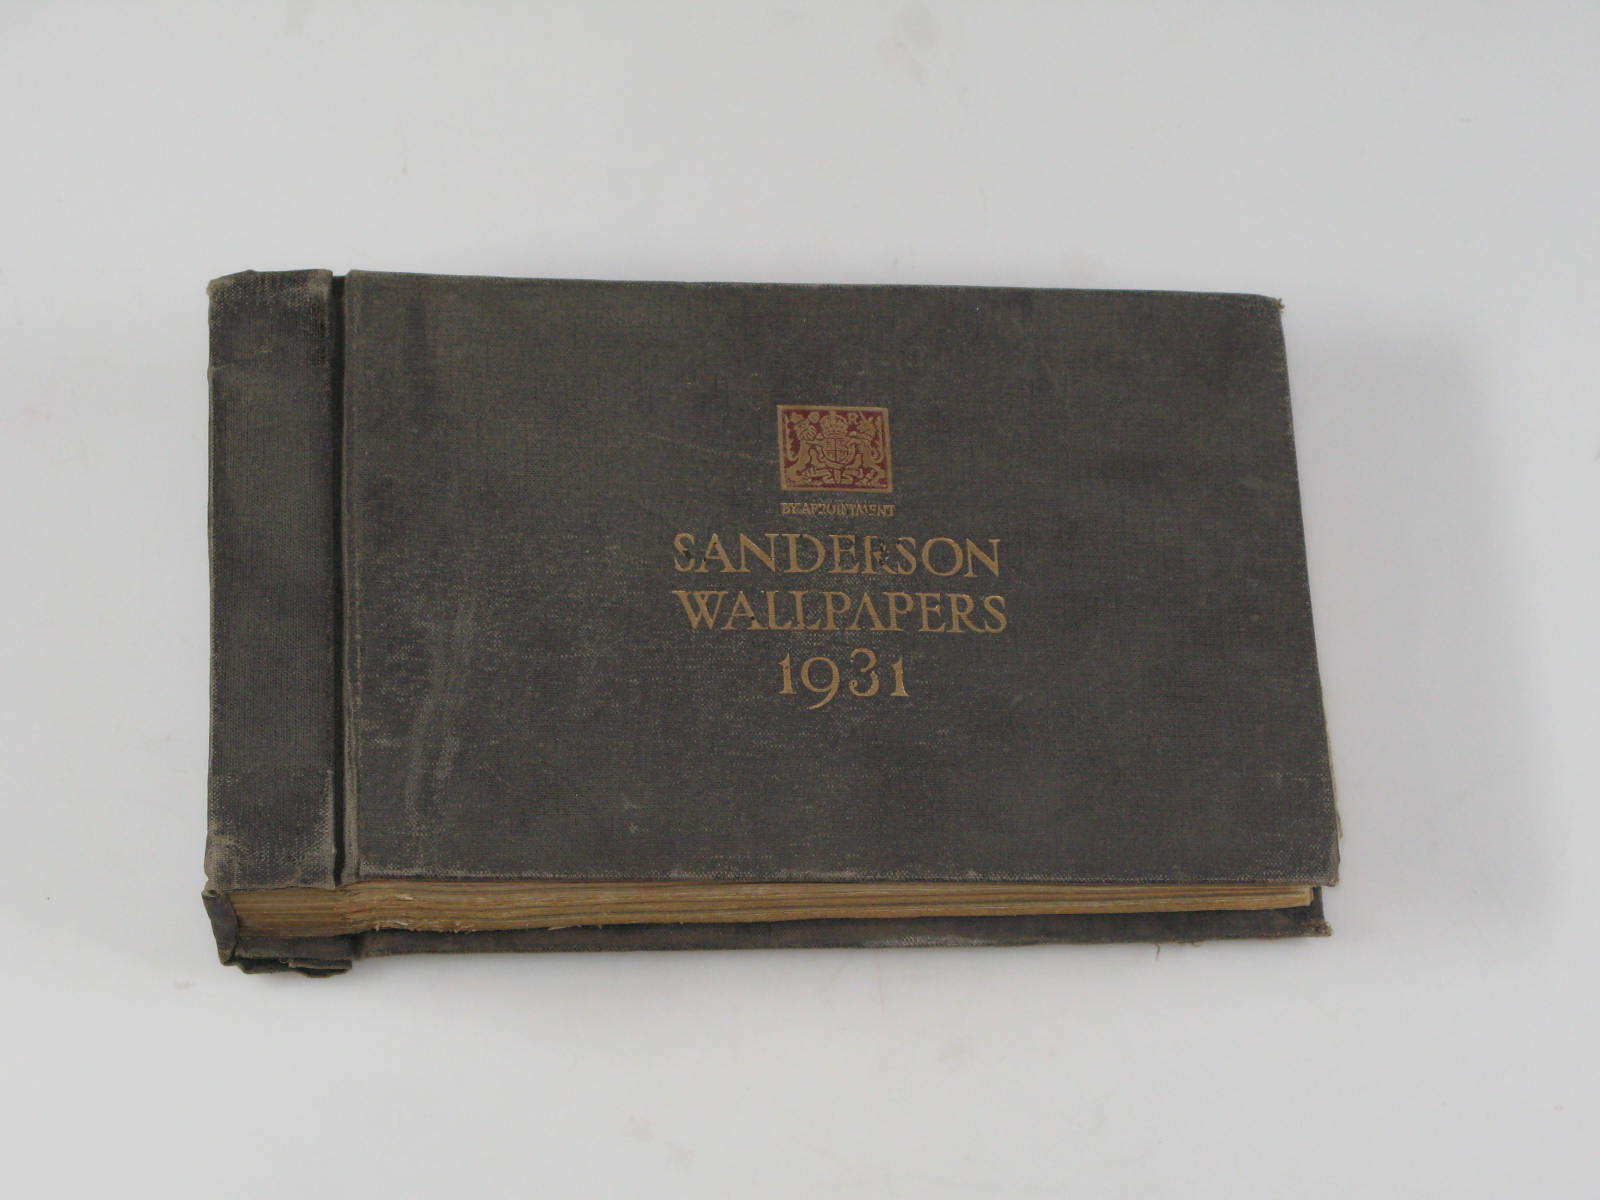 BY APPOINTMENT
SANDERSON
WALLPAPERS
1931